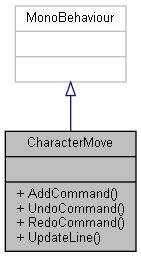 MonoBehaviour
CharacterMove
+ AddCommand()
+ UndoCommand()
+ RedoCommand()
+ UpdateLine()